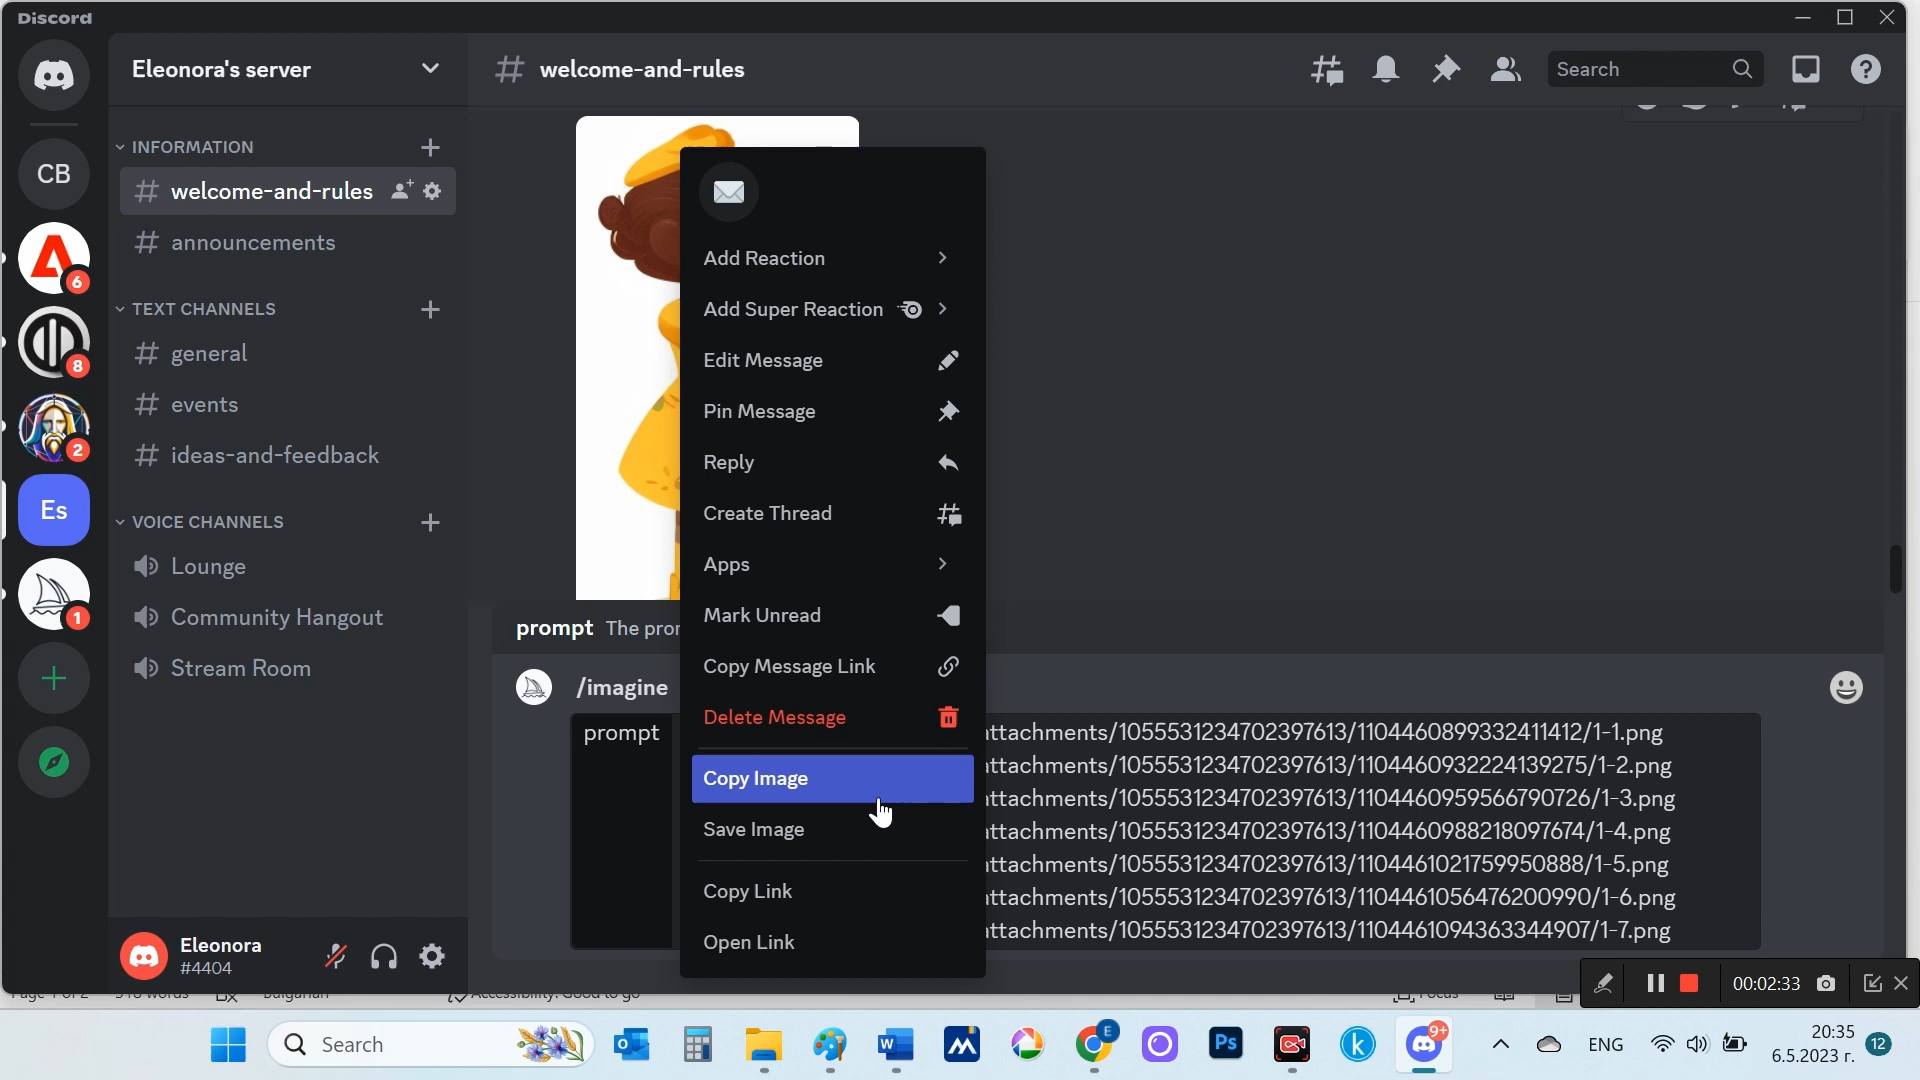 Discord
Eleonora's server
welcome-and-rules
Search
INFORMATION
welcome-and-rules
announcements
TEXT CHANNELS
general
events
ideas-and-feedback
VOICE CHANNELS
Lounge
Community Hangout
Stream Room
CB
6
8
2
Es
1
Eleonora
#4404
Add Reaction
Add Super Reaction
Edit Message
Pin Message
Reply
Create Thread
Apps
Mark Unread
Copy Message Link
Delete Message
Copy Image
Save Image
Copy Link
Open Link
prompt The pro
/imagine
prompt
ttachments/1055531234702397613/1104460899332411412/1-1.png
ttachments/1055531234702397613/1104460932224139275/1-2.png
ttachments/1055531234702397613/1104460959566790726/1-3.png
ttachments/1055531234702397613/1104460988218097674/1-4.png
ttachments/1055531234702397613/1104461021759950888/1-5.png
ttachments/1055531234702397613/1104461056476200990/1-6.png
ttachments/1055531234702397613/1104461094363344907/1-7.png
00:02:33
Search
W
E
Ps
k
9+
ENG
20:35
6.5.2023 г.
12